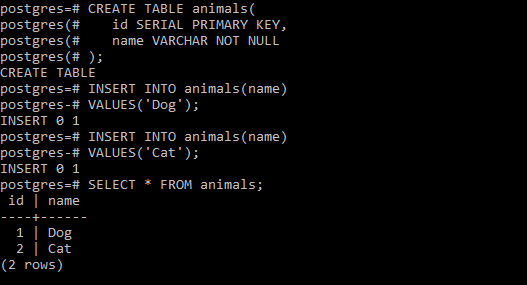 postgres=# CREATE TABLE animals(
postgres(#    id SERIAL PRIMARY KEY,
postgres(#    name VARCHAR NOT NULL
postgres(# );
CREATE TABLE
postgres=# INSERT INTO animals(name)
postgres-# VALUES('Dog');
INSERT 0 1
postgres=# INSERT INTO animals(name)
postgres-# VALUES('Cat');
INSERT 0 1
postgres=# SELECT * FROM animals;
 id | name
----+------
  1 | Dog
  2 | Cat
(2 rows)